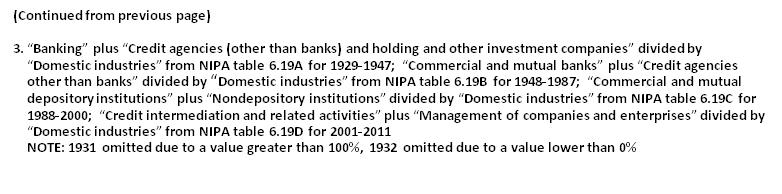 (Continued from previous page)
3. “Banking” plus “Credit agencies (other than banks) and holding and other investment companies” divided by
“Domestic industries” from NIPA table 6.19A for 1929-1947; “Commercial and mutual banks” plus “Credit agencies
other than banks” divided by “Domestic industries” from NIPA table 6.19B for 1948-1987; “Commercial and mutual
depository institutions” plus “Nondepository institutions” divided by “Domestic industries” from NIPA table 6.19C for
1988-2000; “Credit intermediation and related activities” plus “Management of companies and enterprises” divided by
“Domestic industries” from NIPA table 6.19D for 2001-2011
NOTE: 1931 omitted due to a value greater than 100%, 1932 omitted due to a value lower than 0%